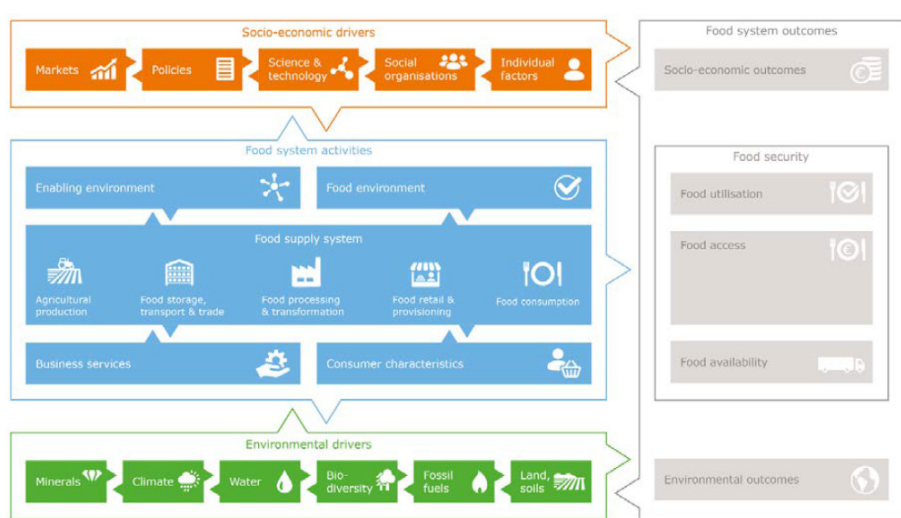 Socio-economic drivers
Markets
Policies
Science &
technology
Social
organisations
Individual
factors
Food system activities
Enabling environment
Food environment
Food supply system
Agricultural
production
Food storage,
transport & trade
Food processing
& transformation
Food retail &
provisioning
Food consumption
Business services
Consumer characteristics
Environmental drivers
Minerals
Climate
Water
Bio-
diversity
Fossil
fuels
Land,
soils
Food system outcomes
Socio-economic outcomes
€
Food security
Food utilisation
Food access
€
Food availability
Environmental outcomes